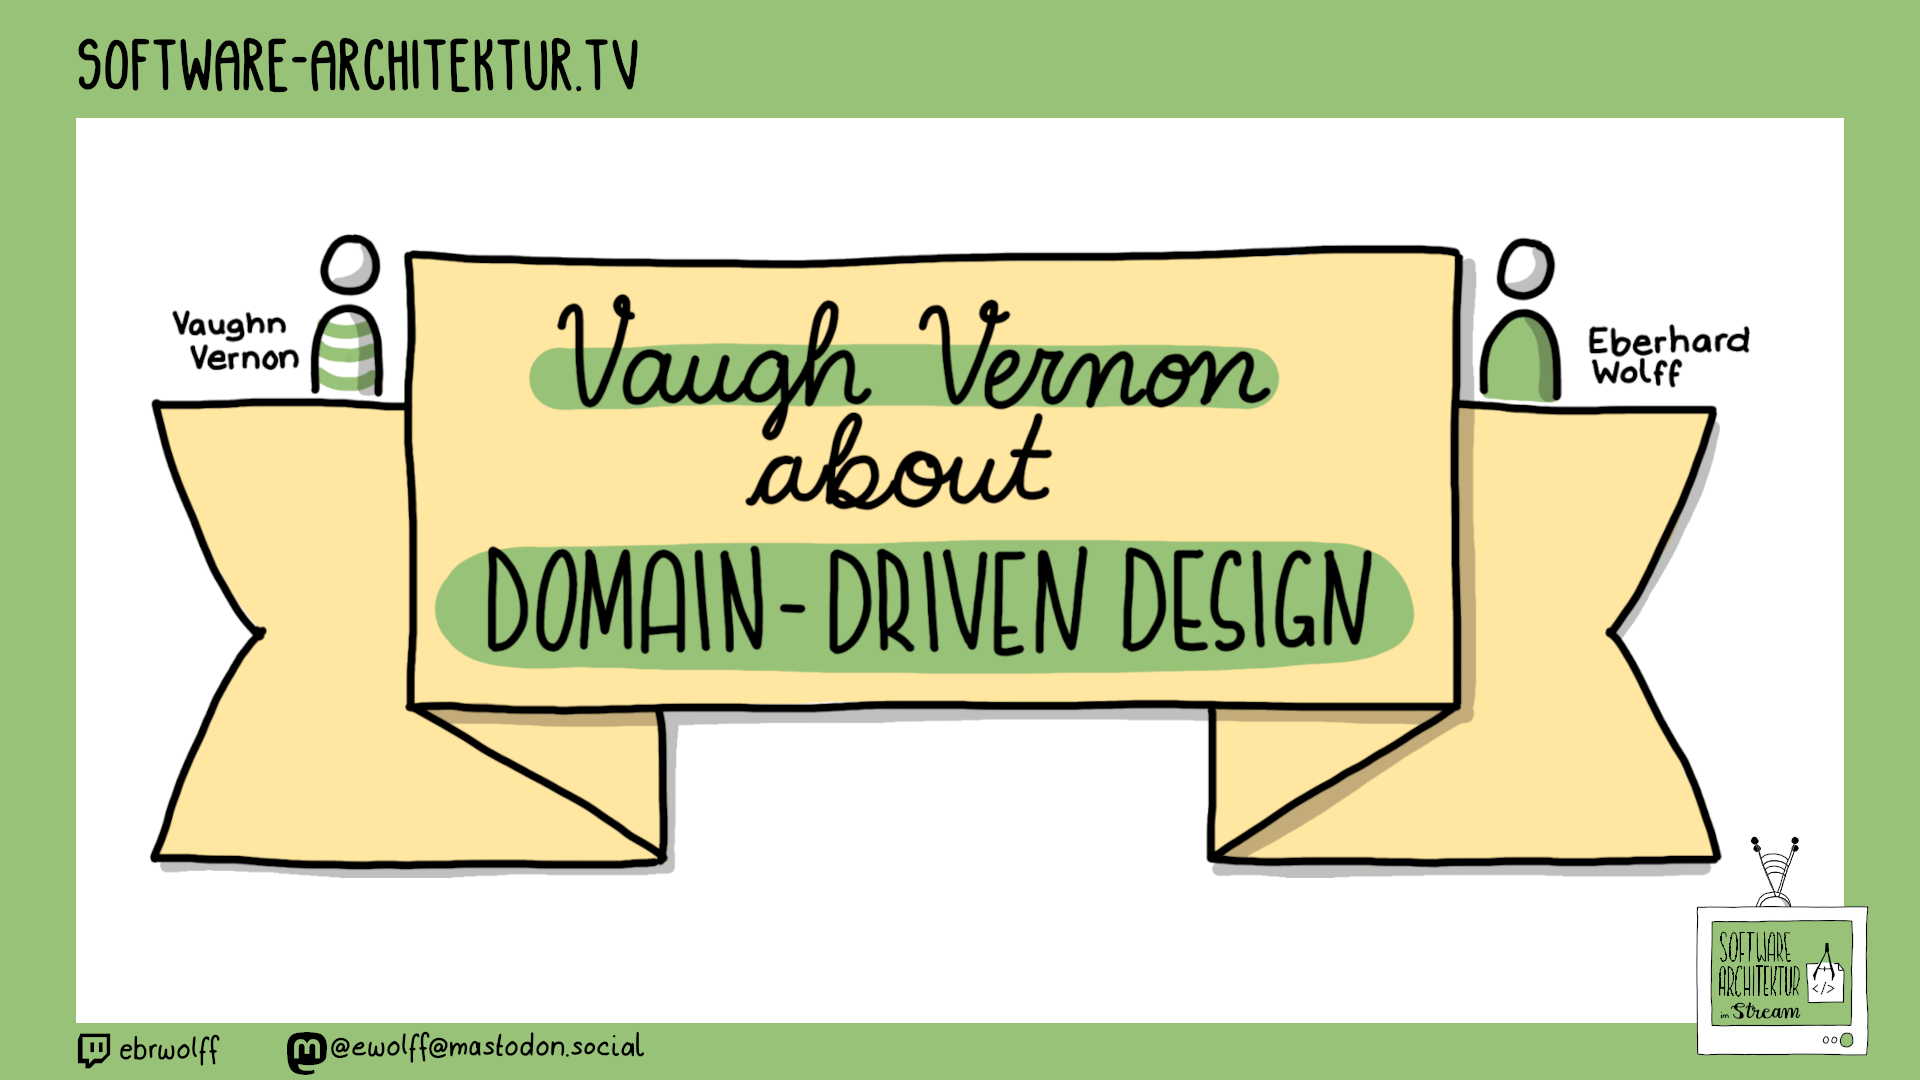 SOFTWARE-ARCHITEKTUR.TV
Vaughn
Vernon
Vaugh Vernon
about
DOMAIN-DRIVEN DESIGN
Eberhard
Wolff
SOFTWARE
ARCHITEKTUR
</>
im Stream
ebrwolff
@ewolff@mastodon.social